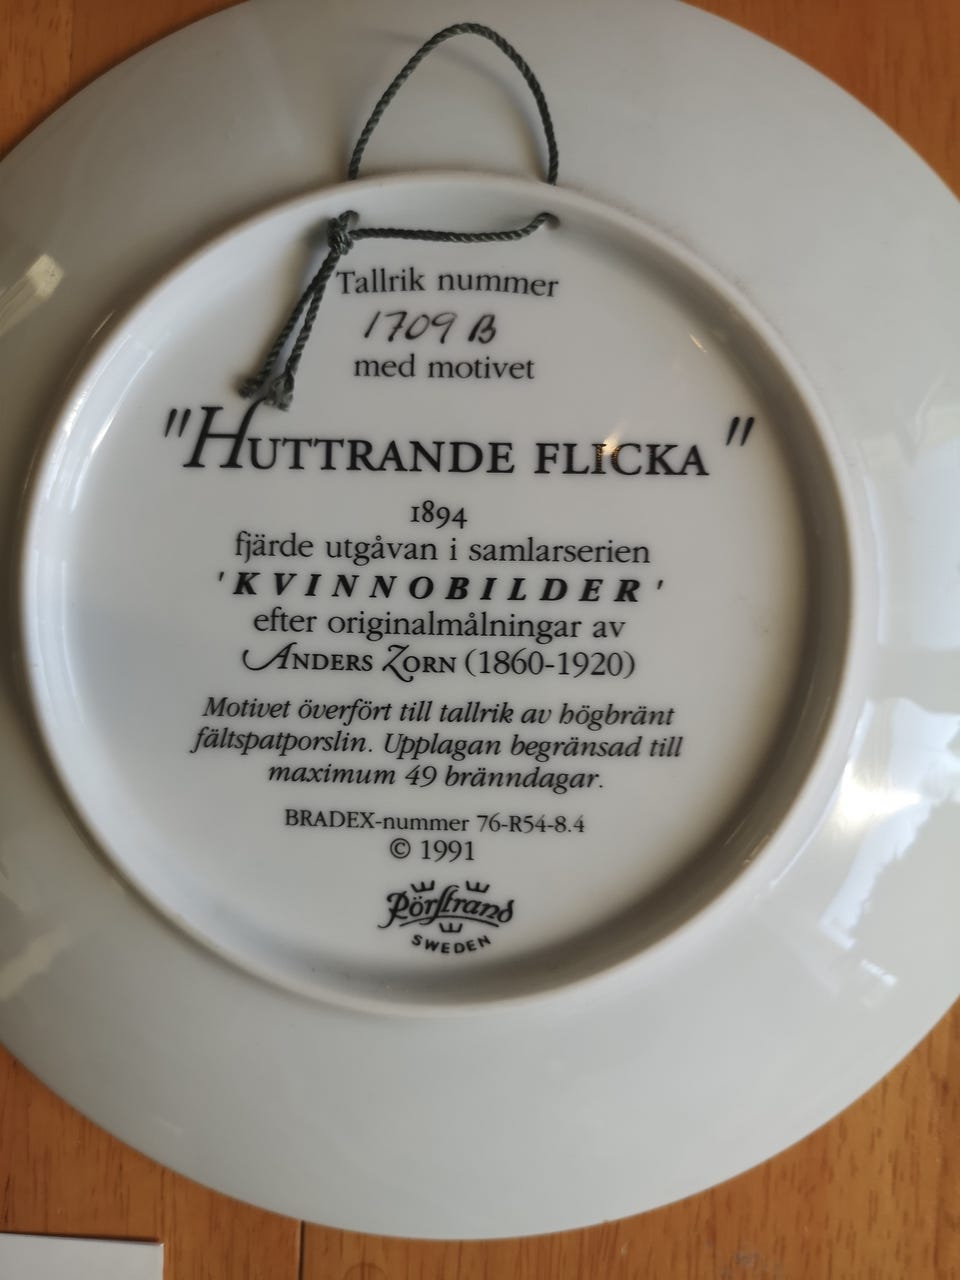 Tallrik nummer
1709 B
med motivet
"HUTTRANDE FLICKA"
1894
fjärde utgåvan i samlarserien
'KVINNOBILDER'
efter originalmålningar av
ANDERS ZORN (1860-1920)
Motivet överfört till tallrik av högbränt
fältspatporslin. Upplagan begränsad till
maximum 49 bränndagar.
BRADEX-nummer 76-R54-8.4
© 1991
Rörstrand
SWEDEN